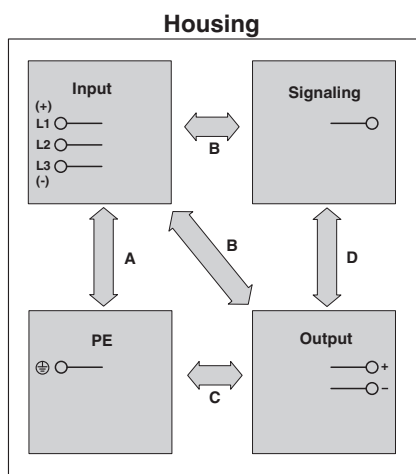 Housing
Input
(+)
L1
L2
L3
(-)
Signaling
B
A
B
D
PE
Output
+
–
C